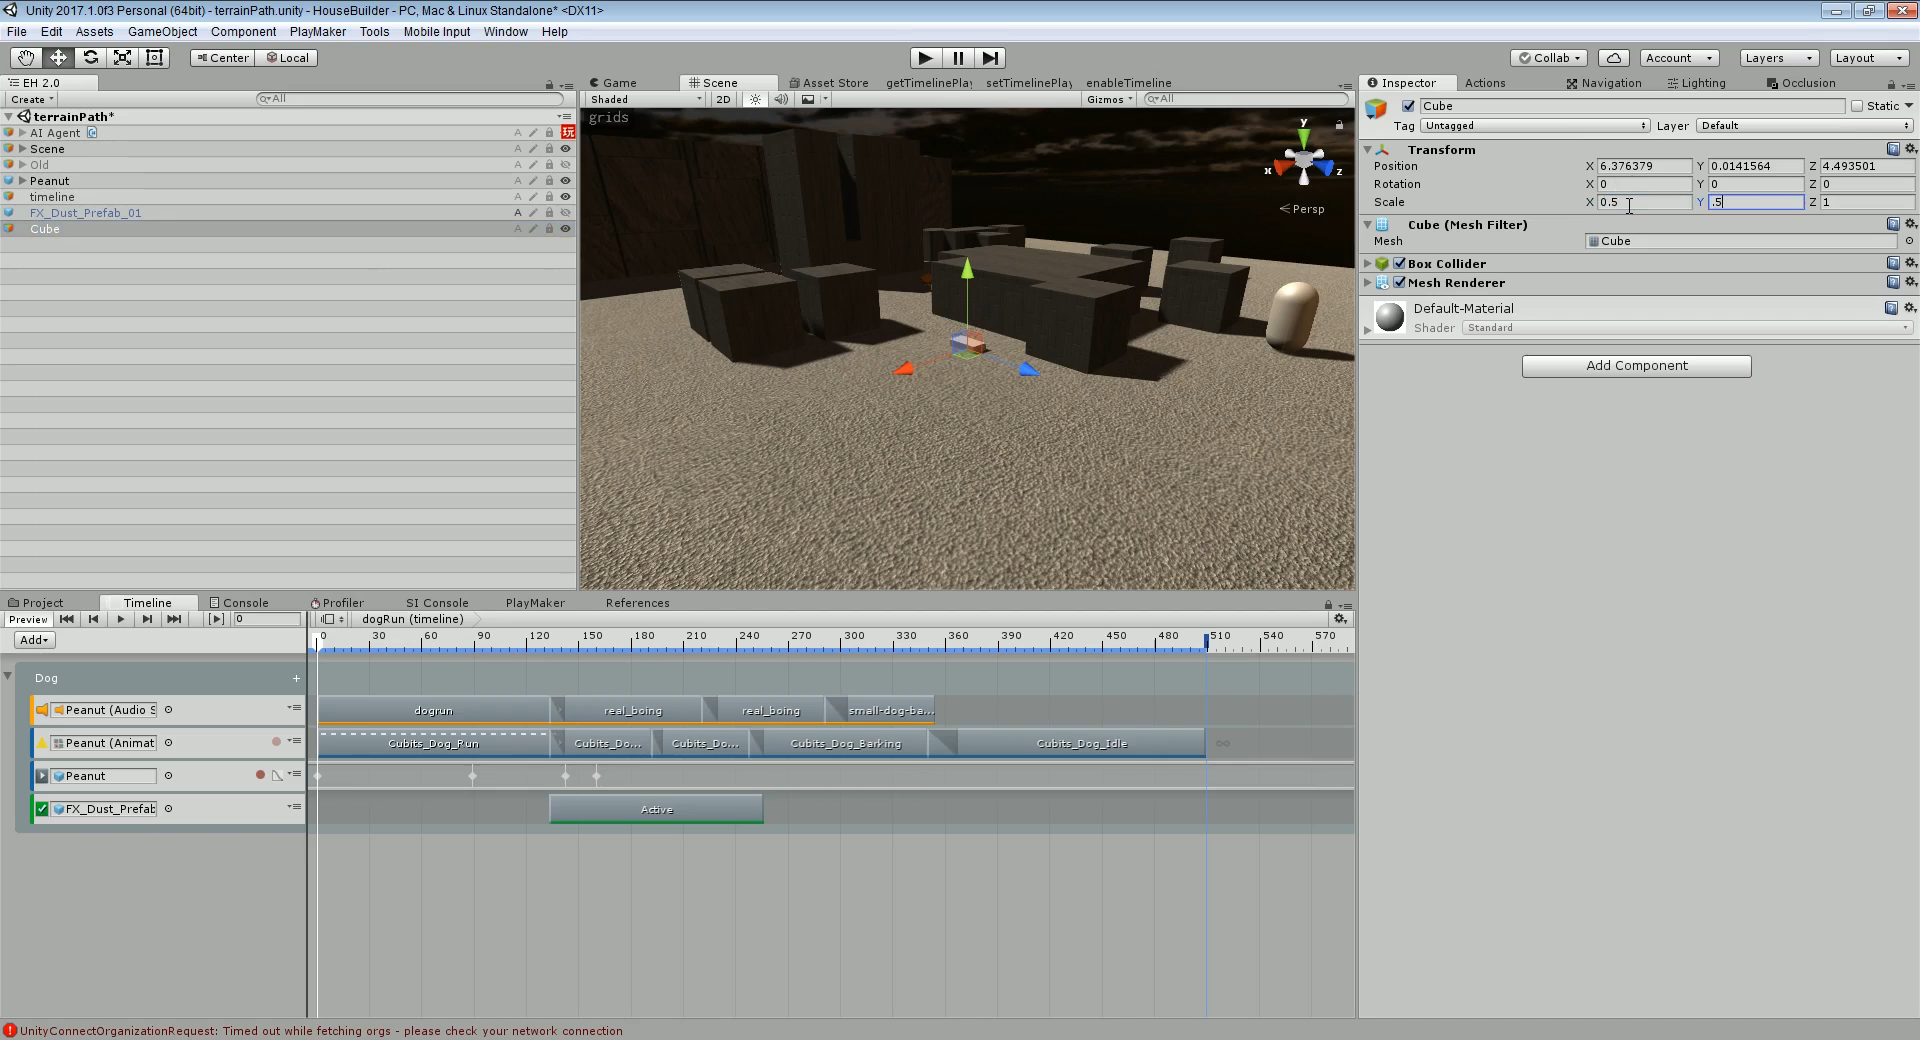 Unity 2017.1.0f3 Personal (64bit) - terrainPath.unity - HouseBuilder - PC, Mac & Linux Standalone* <DX11>
File Edit Assets GameObject Component PlayMaker Tools Mobile Input Window Help
Center Local Collab Account Layers Layout
EH 2.0
Create All
terrainPath*
AI Agent
Scene
Old
Peanut
timeline
FX_Dust_Prefab_01
Cube
Game Scene Asset Store getTimelinePla setTimelinePla enableTimeline
Shaded 2D Gizmos All
grids
y
x z
Persp
Inspector Actions Navigation Lighting Occlusion
Cube Static
Tag Untagged Layer Default
Transform
Position X 6.376379 Y 0.0141564 Z 4.493501
Rotation X 0 Y 0 Z 0
Scale X 0.5 Y .5 Z 1
Cube (Mesh Filter)
Mesh Cube
Box Collider
Mesh Renderer
Default-Material
Shader Standard
Add Component
Project Timeline Console Profiler SI Console PlayMaker References
Preview 0 dogRun (timeline)
Add
0 30 60 90 120 150 180 210 240 270 300 330 360 390 420 450 480 510 540 570
Dog
Peanut (Audio S dogrun real_boing real_boing small-dog-ba...
Peanut (Animat Cubits_Dog_Run Cubits_Do... Cubits_Do... Cubits_Dog_Barking Cubits_Dog_Idle
Peanut
FX_Dust_Prefab Active
UnityConnectOrganizationRequest: Timed out while fetching orgs - please check your network connection